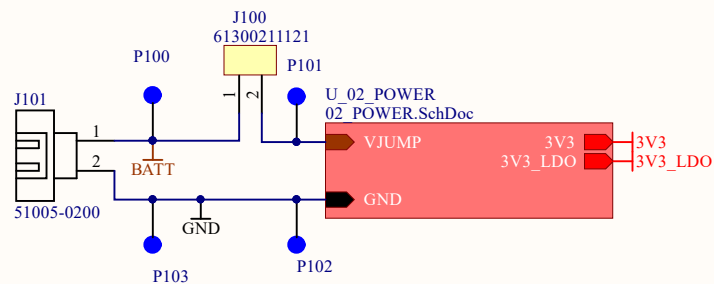 J100
61300211121
P100
P101
1
2
J101
U_02_POWER
02_POWER.SchDoc
1
VJUMP
3V3
3V3
2
BATT
3V3_LDO
3V3_LDO
GND
51005-0200
GND
P103
P102